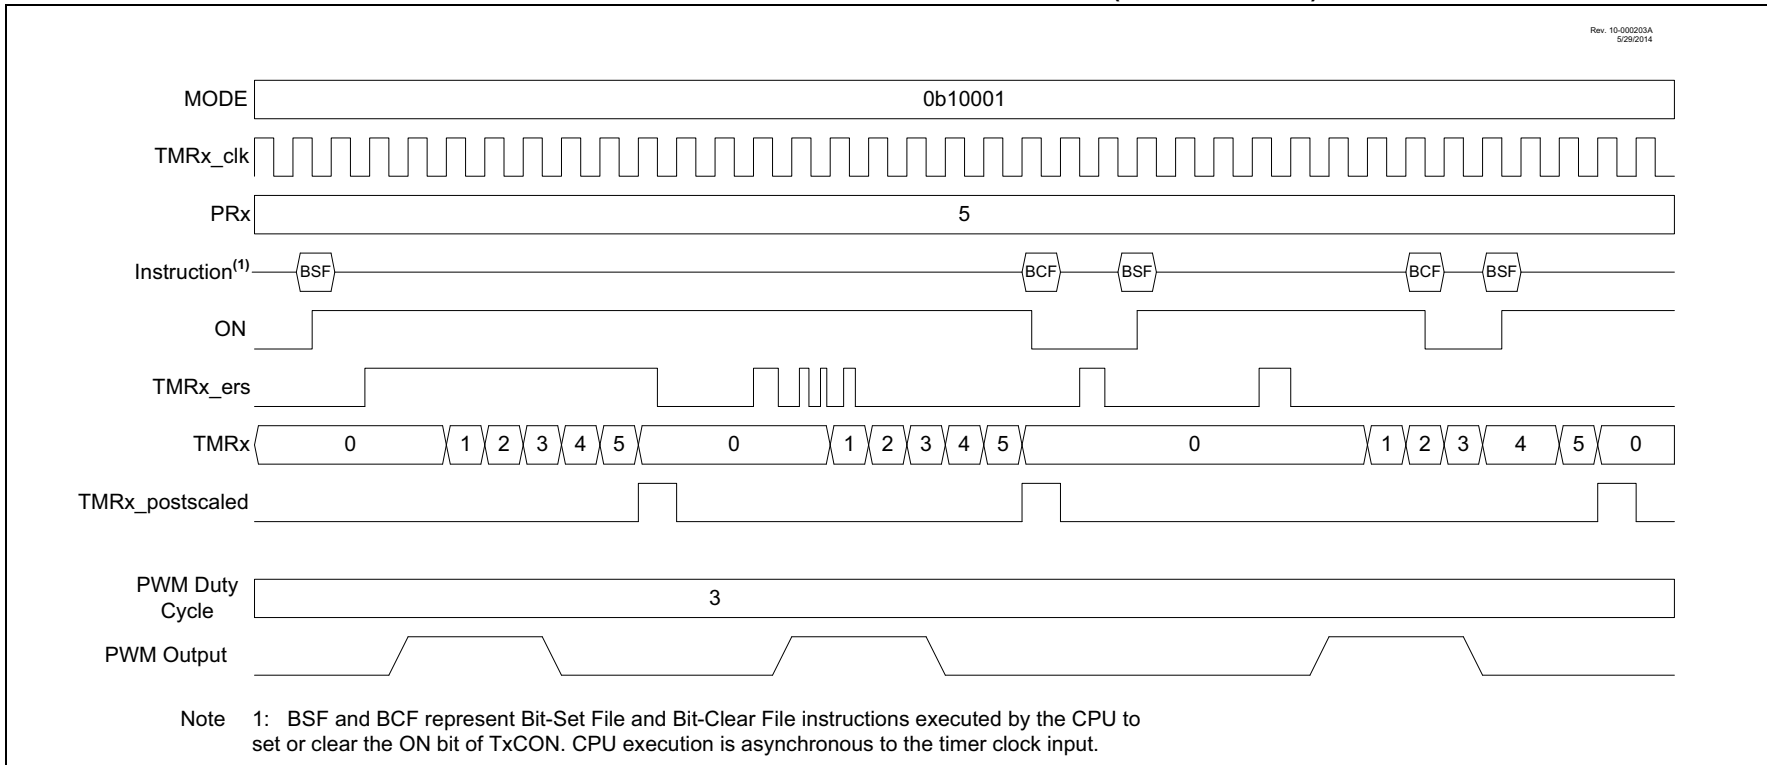 Rev. 10-000203A
5/29/2014
MODE 0b10001
TMRx_clk
PRx 5
Instruction(1) BSF BCF BSF BCF BSF
ON
TMRx_ers
TMRx 0 1 2 3 4 5 0 1 2 3 4 5 0 1 2 3 4 5 0
TMRx_postscaled
PWM Duty
Cycle 3
PWM Output
Note 1: BSF and BCF represent Bit-Set File and Bit-Clear File instructions executed by the CPU to
set or clear the ON bit of TxCON. CPU execution is asynchronous to the timer clock input.